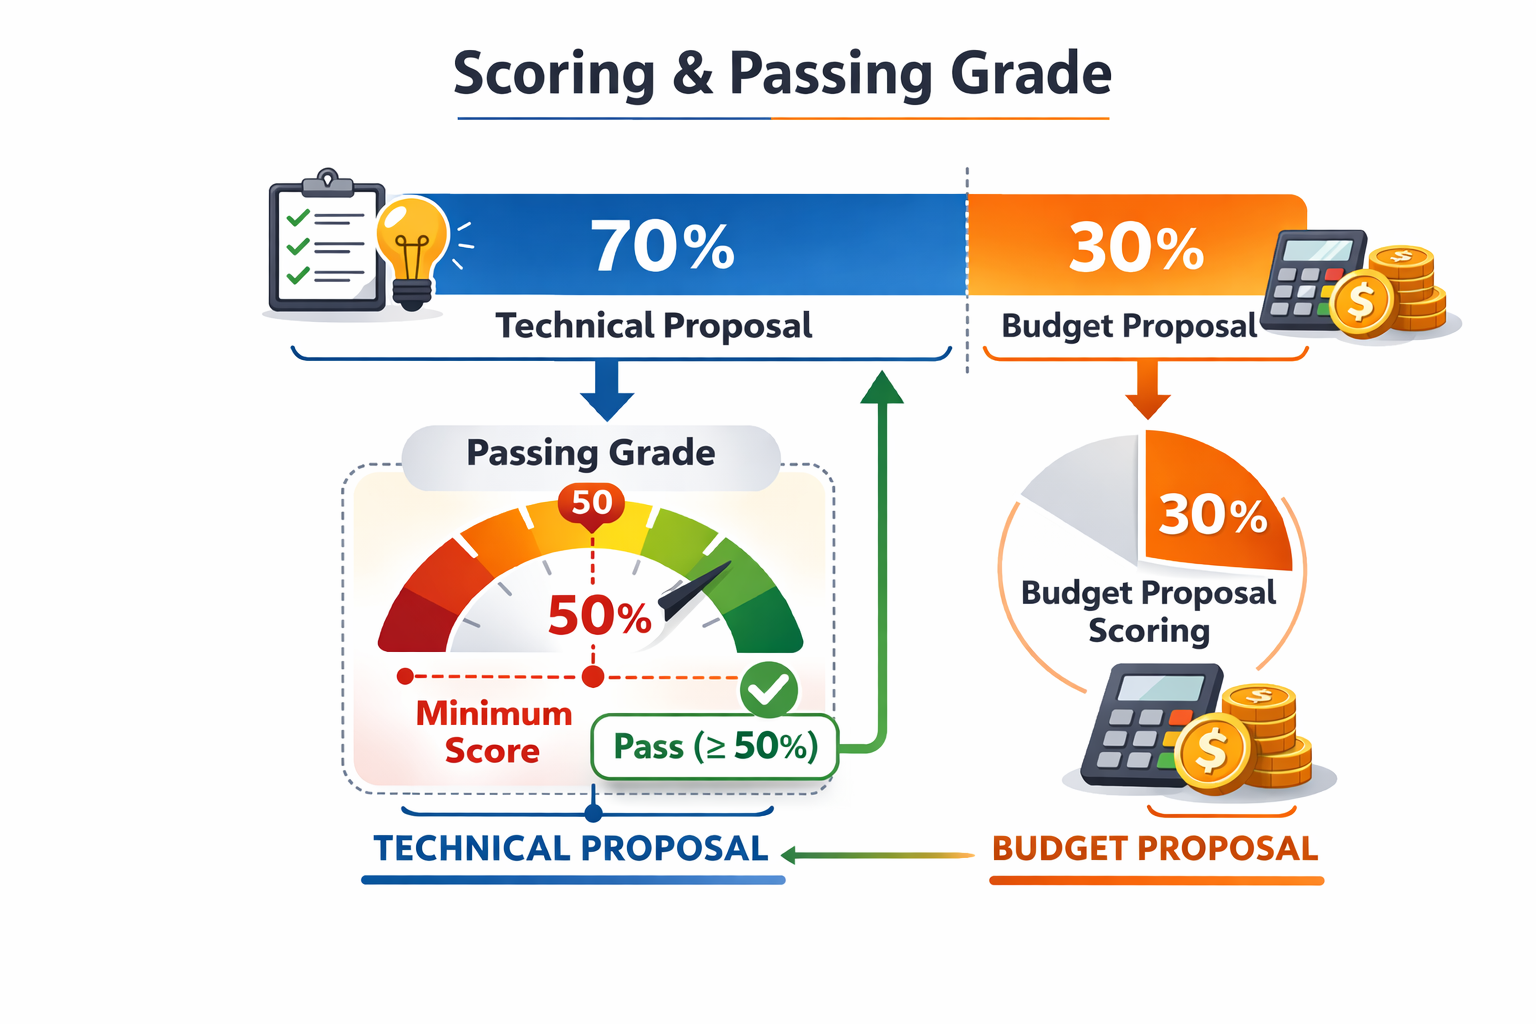 Scoring & Passing Grade
70%
30%
Technical Proposal
Budget Proposal
$
$
Passing Grade
50
50%
Minimum
Score
Pass (≥ 50%)
30%
Budget Proposal
Scoring
$
$
TECHNICAL PROPOSAL
BUDGET PROPOSAL